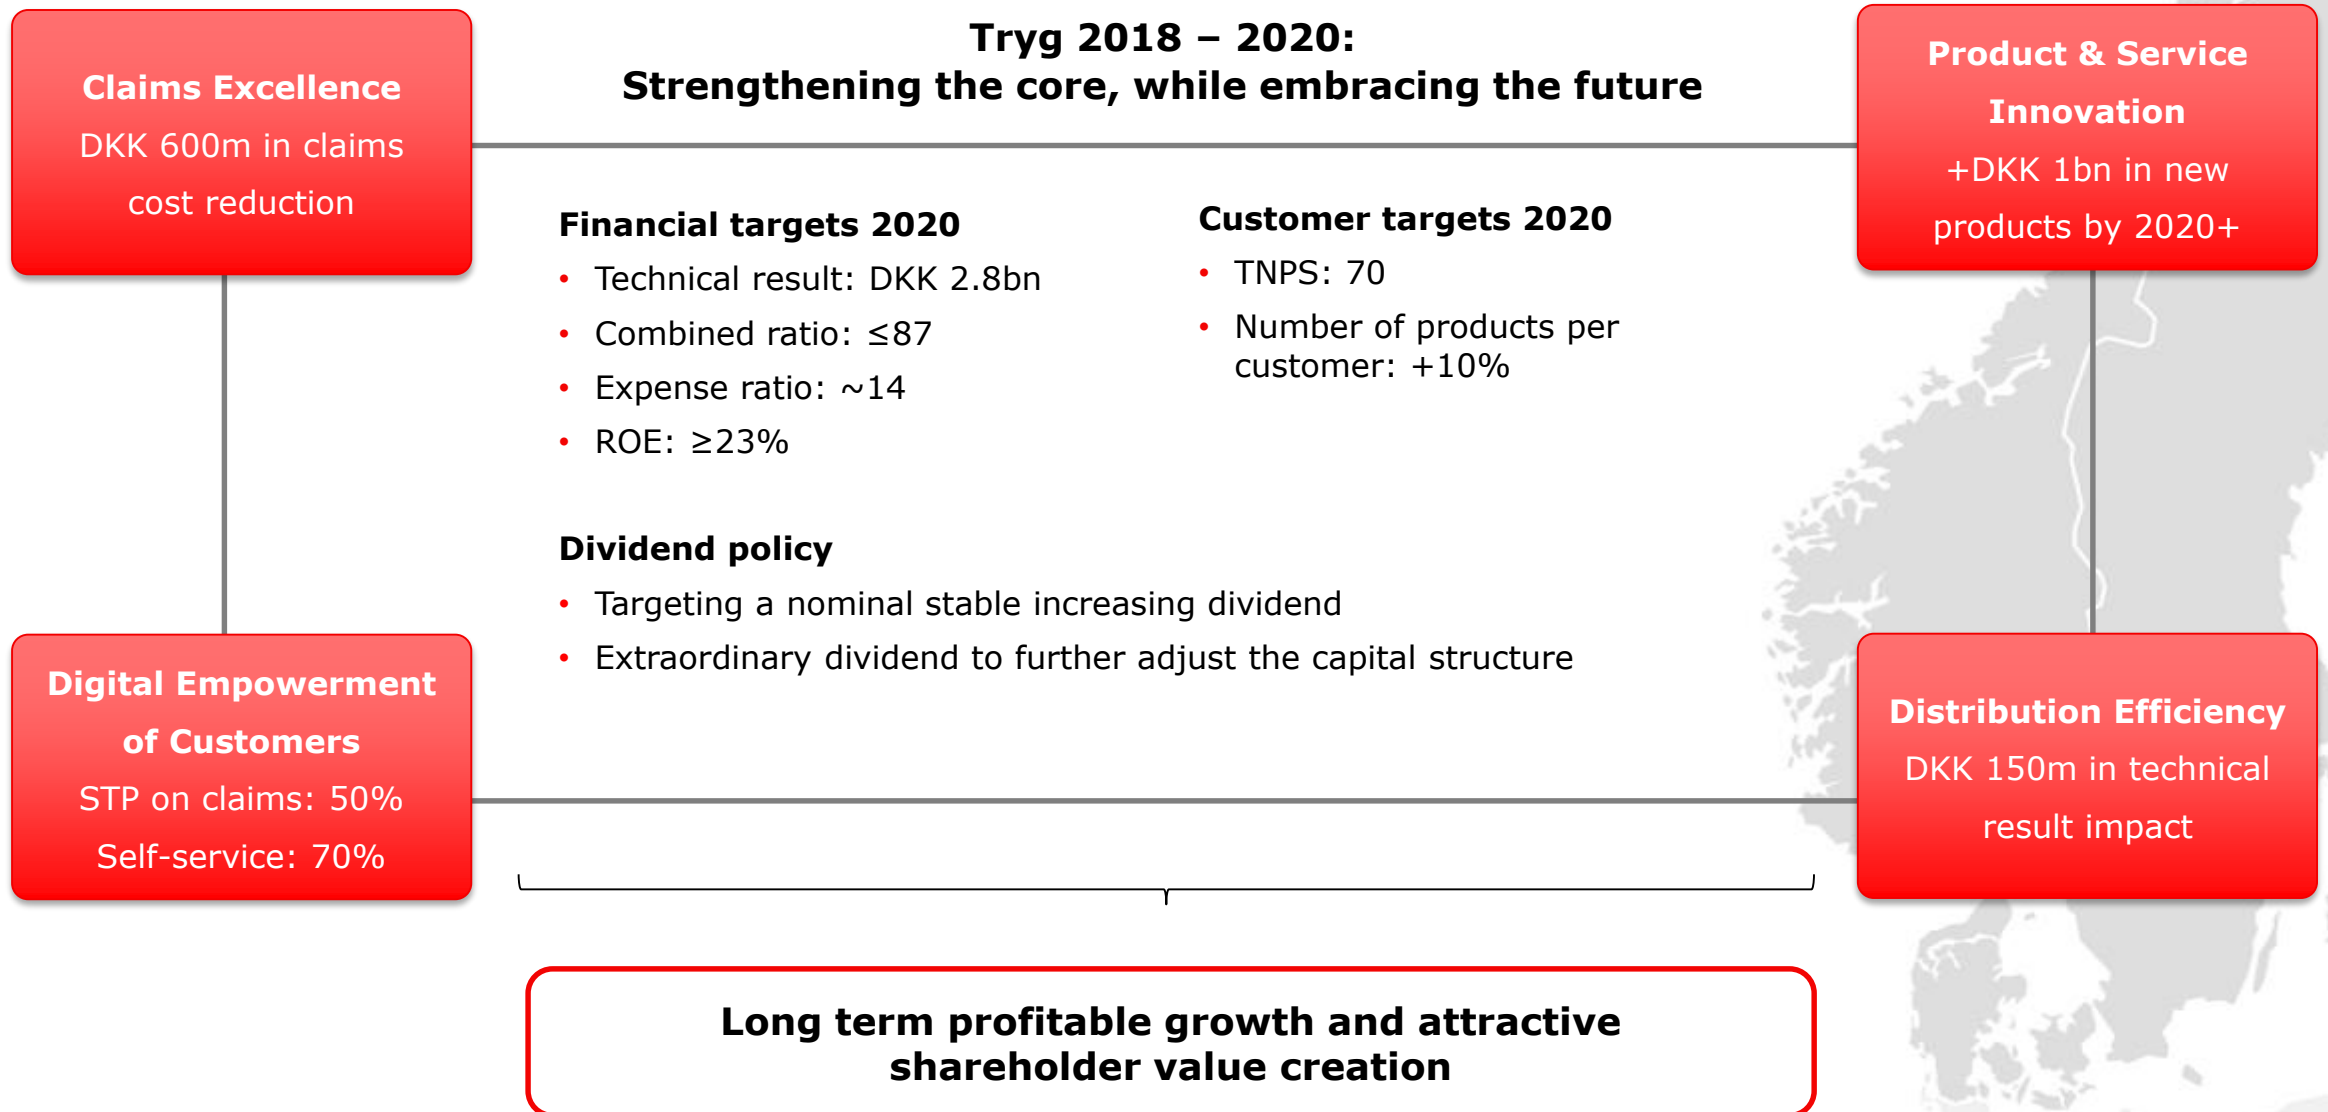 Tryg 2018 – 2020:
Strengthening the core, while embracing the future
Claims Excellence
DKK 600m in claims
cost reduction
Product & Service
Innovation
+DKK 1bn in new
products by 2020+
Financial targets 2020
• Technical result: DKK 2.8bn
• Combined ratio: ≤87
• Expense ratio: ~14
• ROE: ≥23%
Customer targets 2020
• TNPS: 70
• Number of products per
customer: +10%
Dividend policy
• Targeting a nominal stable increasing dividend
• Extraordinary dividend to further adjust the capital structure
Digital Empowerment
of Customers
STP on claims: 50%
Self-service: 70%
Distribution Efficiency
DKK 150m in technical
result impact
Long term profitable growth and attractive
shareholder value creation